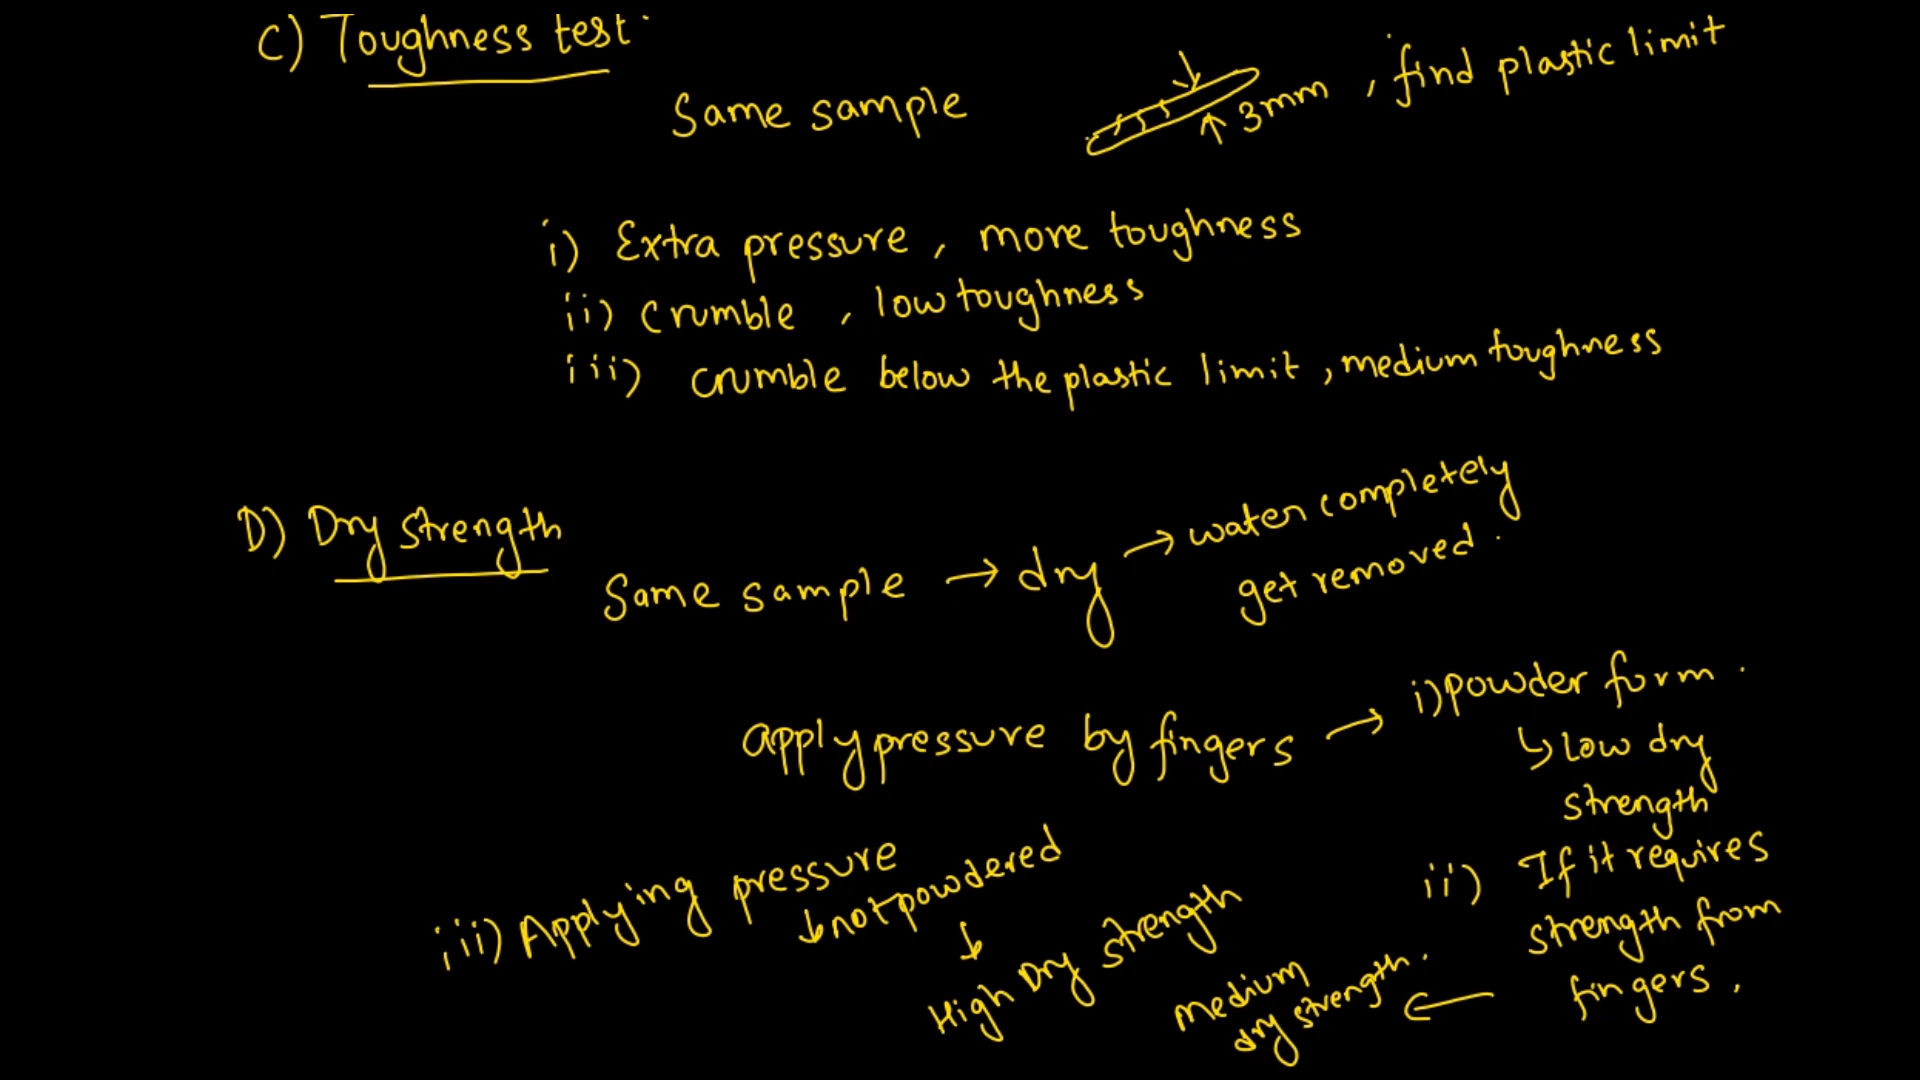 C) Toughness test.
Same sample
3mm, find plastic limit
i) Extra pressure, more toughness
ii) crumble, low toughness
iii) crumble below the plastic limit, medium toughness
D) Dry strength
Same sample → dry → water completely
get removed.
apply pressure by fingers → i) powder form.
↳ low dry
strength
ii) If it requires
strength from
fingers.
← medium
dry strength.
iii) Applying pressure
↓ not powdered
↓
High Dry strength